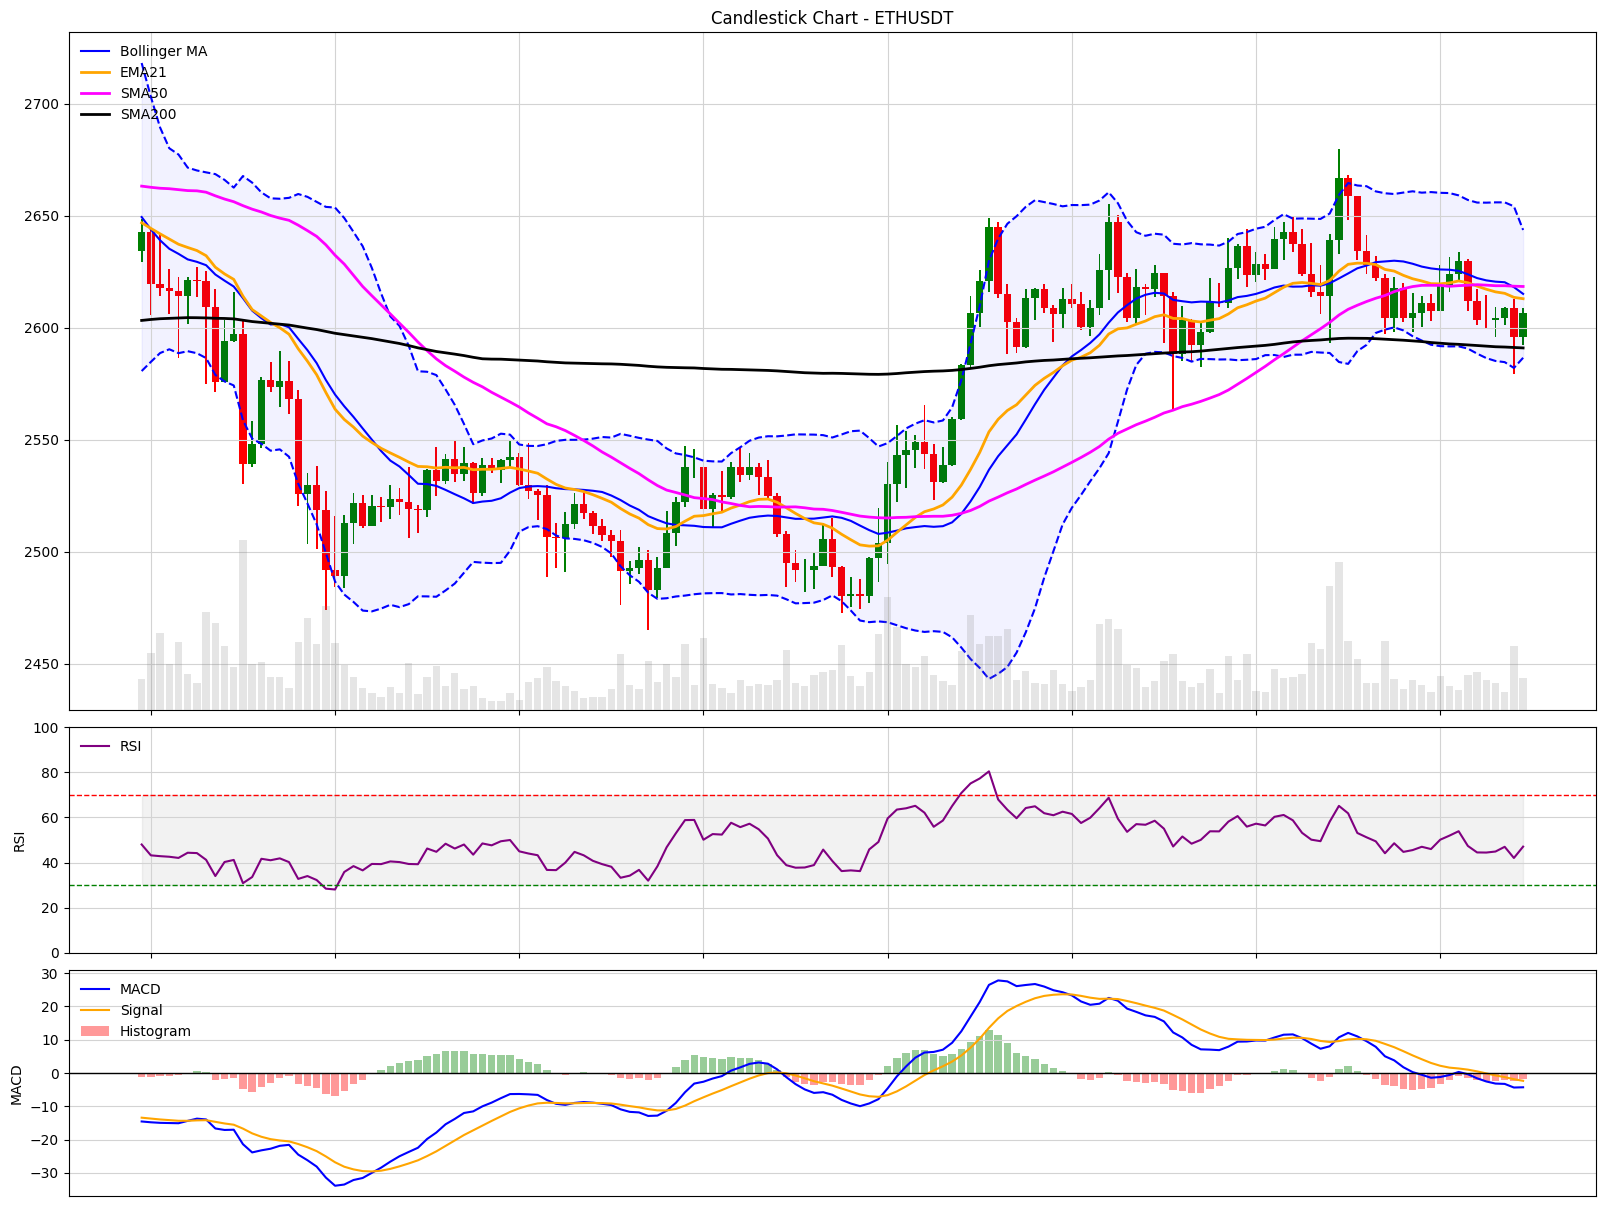 Candlestick Chart - ETHUSDT
Bollinger MA
EMA21
SMA50
SMA200
2700
2650
2600
2550
2500
2450
RSI
100
80
60
40
20
0
RSI
MACD
Signal
Histogram
30
20
10
0
−10
−20
−30
MACD